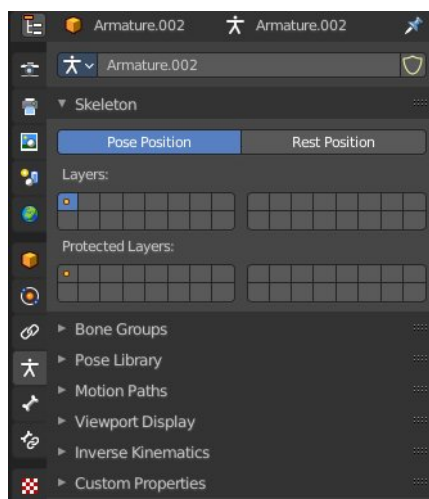 Armature.002 Armature.002
Armature.002
Skeleton
Pose Position Rest Position
Layers:
Protected Layers:
Bone Groups
Pose Library
Motion Paths
Viewport Display
Inverse Kinematics
Custom Properties